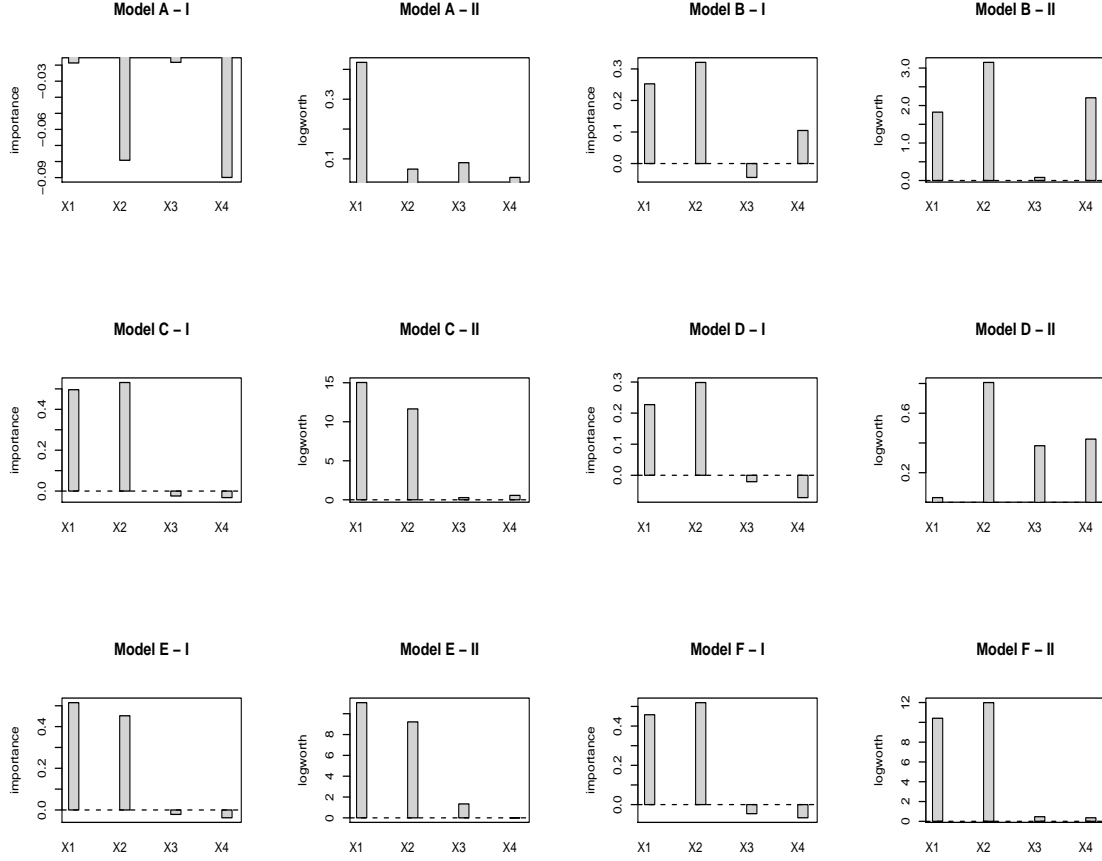 Model A – I
importance
−0.03
−0.06
−0.09
X1 X2 X3 X4
Model A – II
logworth
0.3
0.1
X1 X2 X3 X4
Model B – I
importance
0.3
0.2
0.1
0.0
X1 X2 X3 X4
Model B – II
logworth
3.0
2.0
1.0
0.0
X1 X2 X3 X4
Model C – I
importance
0.4
0.2
0.0
X1 X2 X3 X4
Model C – II
logworth
15
10
5
0
X1 X2 X3 X4
Model D – I
importance
0.3
0.2
0.1
0.0
X1 X2 X3 X4
Model D – II
logworth
0.6
0.2
X1 X2 X3 X4
Model E – I
importance
0.4
0.2
0.0
X1 X2 X3 X4
Model E – II
logworth
8
6
4
2
0
X1 X2 X3 X4
Model F – I
importance
0.4
0.2
0.0
X1 X2 X3 X4
Model F – II
logworth
12
10
8
6
4
2
0
X1 X2 X3 X4